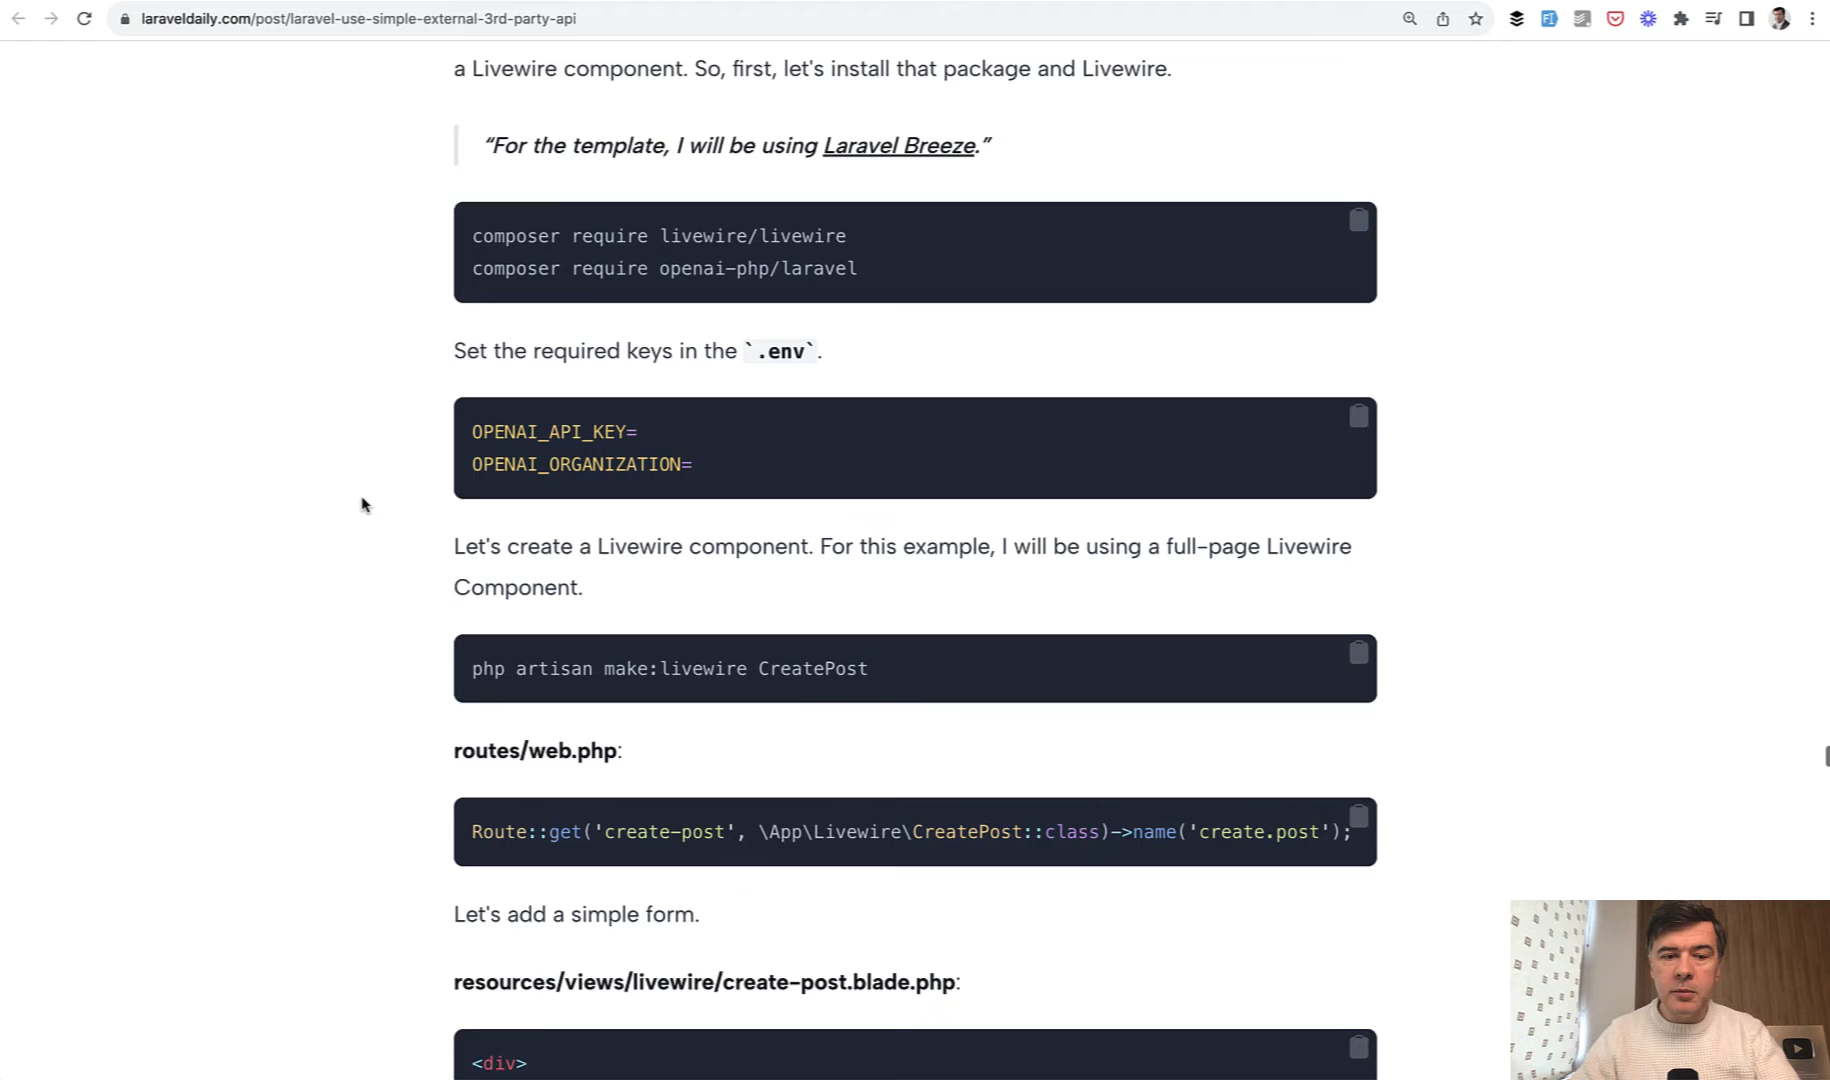 laraveldaily.com/post/laravel-use-simple-external-3rd-party-api
a Livewire component. So, first, let's install that package and Livewire.
“For the template, I will be using Laravel Breeze.”
composer require livewire/livewire
composer require openai-php/laravel
Set the required keys in the `.env`.
OPENAI_API_KEY=
OPENAI_ORGANIZATION=
Let's create a Livewire component. For this example, I will be using a full-page Livewire
Component.
php artisan make:livewire CreatePost
routes/web.php:
Route::get('create-post', \App\Livewire\CreatePost::class)->name('create.post');
Let's add a simple form.
resources/views/livewire/create-post.blade.php:
<div>